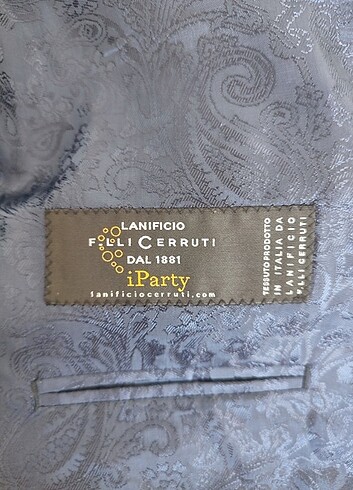 LANIFICIO
F.LLI CERRUTI
DAL 1881
iParty
lanificiocerruti.com
TESSUTO PRODOTTO
IN ITALIA DA
LANIFICIO
F.LLI CERRUTI